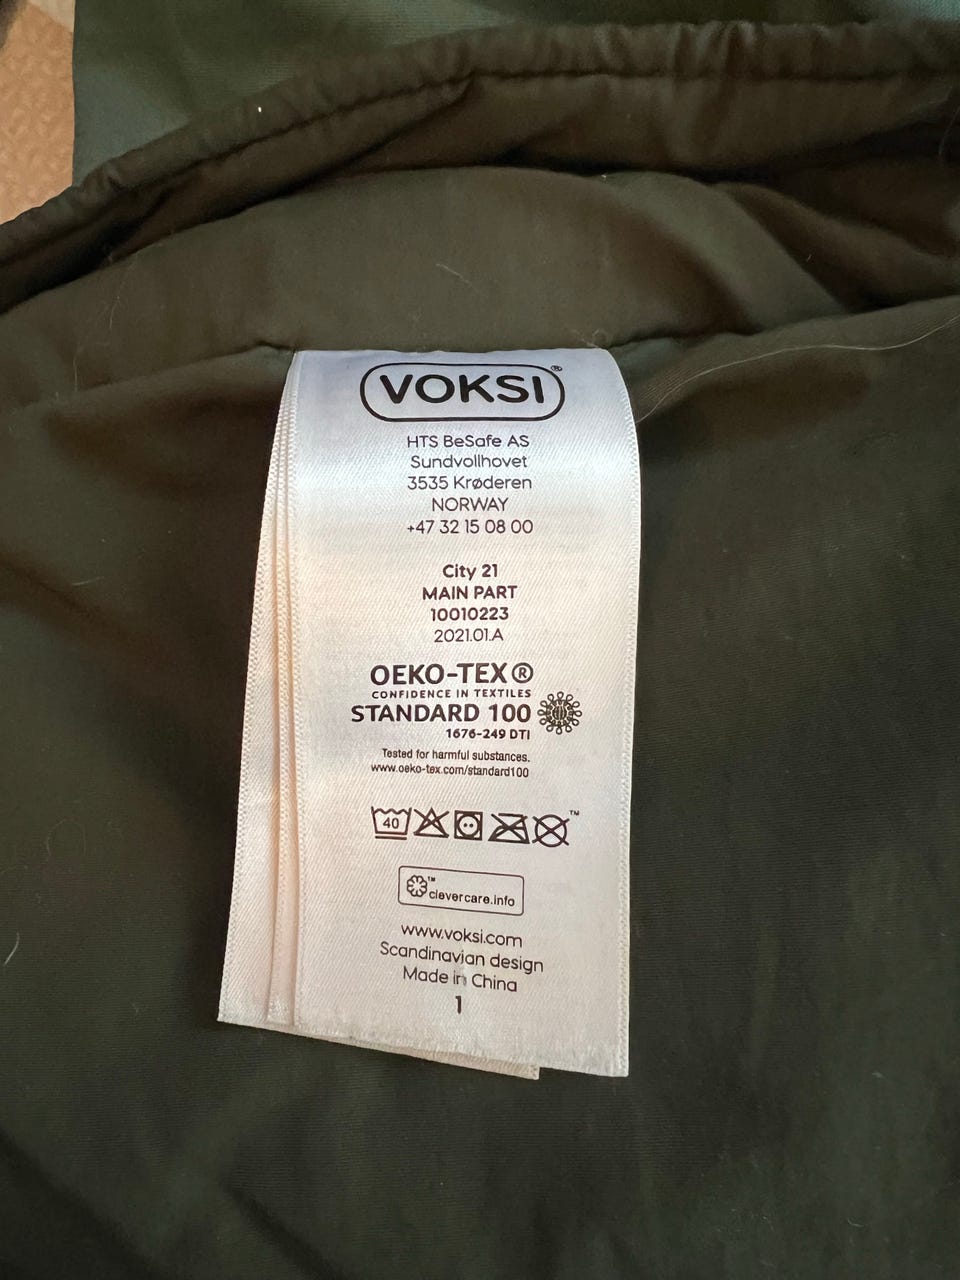 VOKSI®
HTS BeSafe AS
Sundvollhovet
3535 Krøderen
NORWAY
+47 32 15 08 00
City 21
MAIN PART
10010223
2021.01.A
OEKO-TEX®
CONFIDENCE IN TEXTILES
STANDARD 100
1676-249 DTI
Tested for harmful substances.
www.oeko-tex.com/standard100
40 ™
™ clevercare.info
www.voksi.com
Scandinavian design
Made in China
1